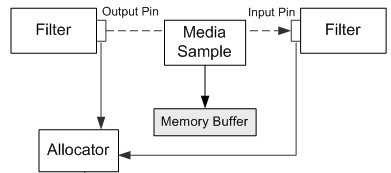 Filter
Output Pin
Media
Sample
Input Pin
Filter
Memory Buffer
Allocator